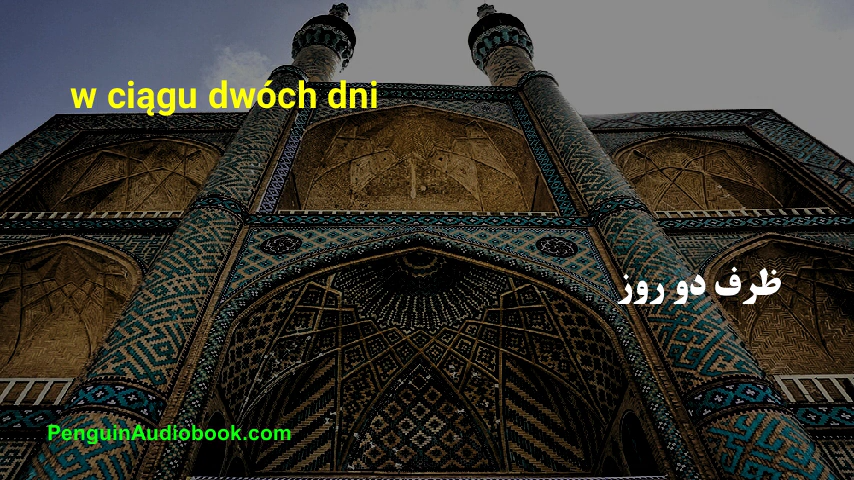 w ciągu dwóch dni
ظرف دو روز
PenguinAudiobook.com